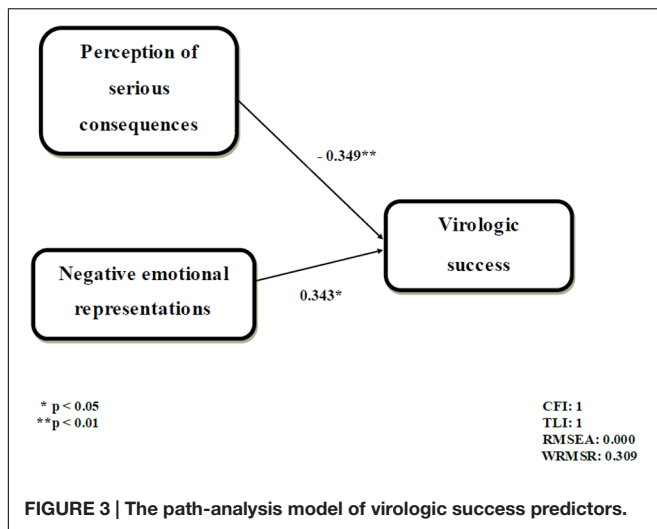 Perception of
serious
consequences
- 0.349**
Virologic
success
Negative emotional
representations
0.343*
* p < 0.05
**p < 0.01
CFI: 1
TLI: 1
RMSEA: 0.000
WRMSR: 0.309
FIGURE 3 | The path-analysis model of virologic success predictors.